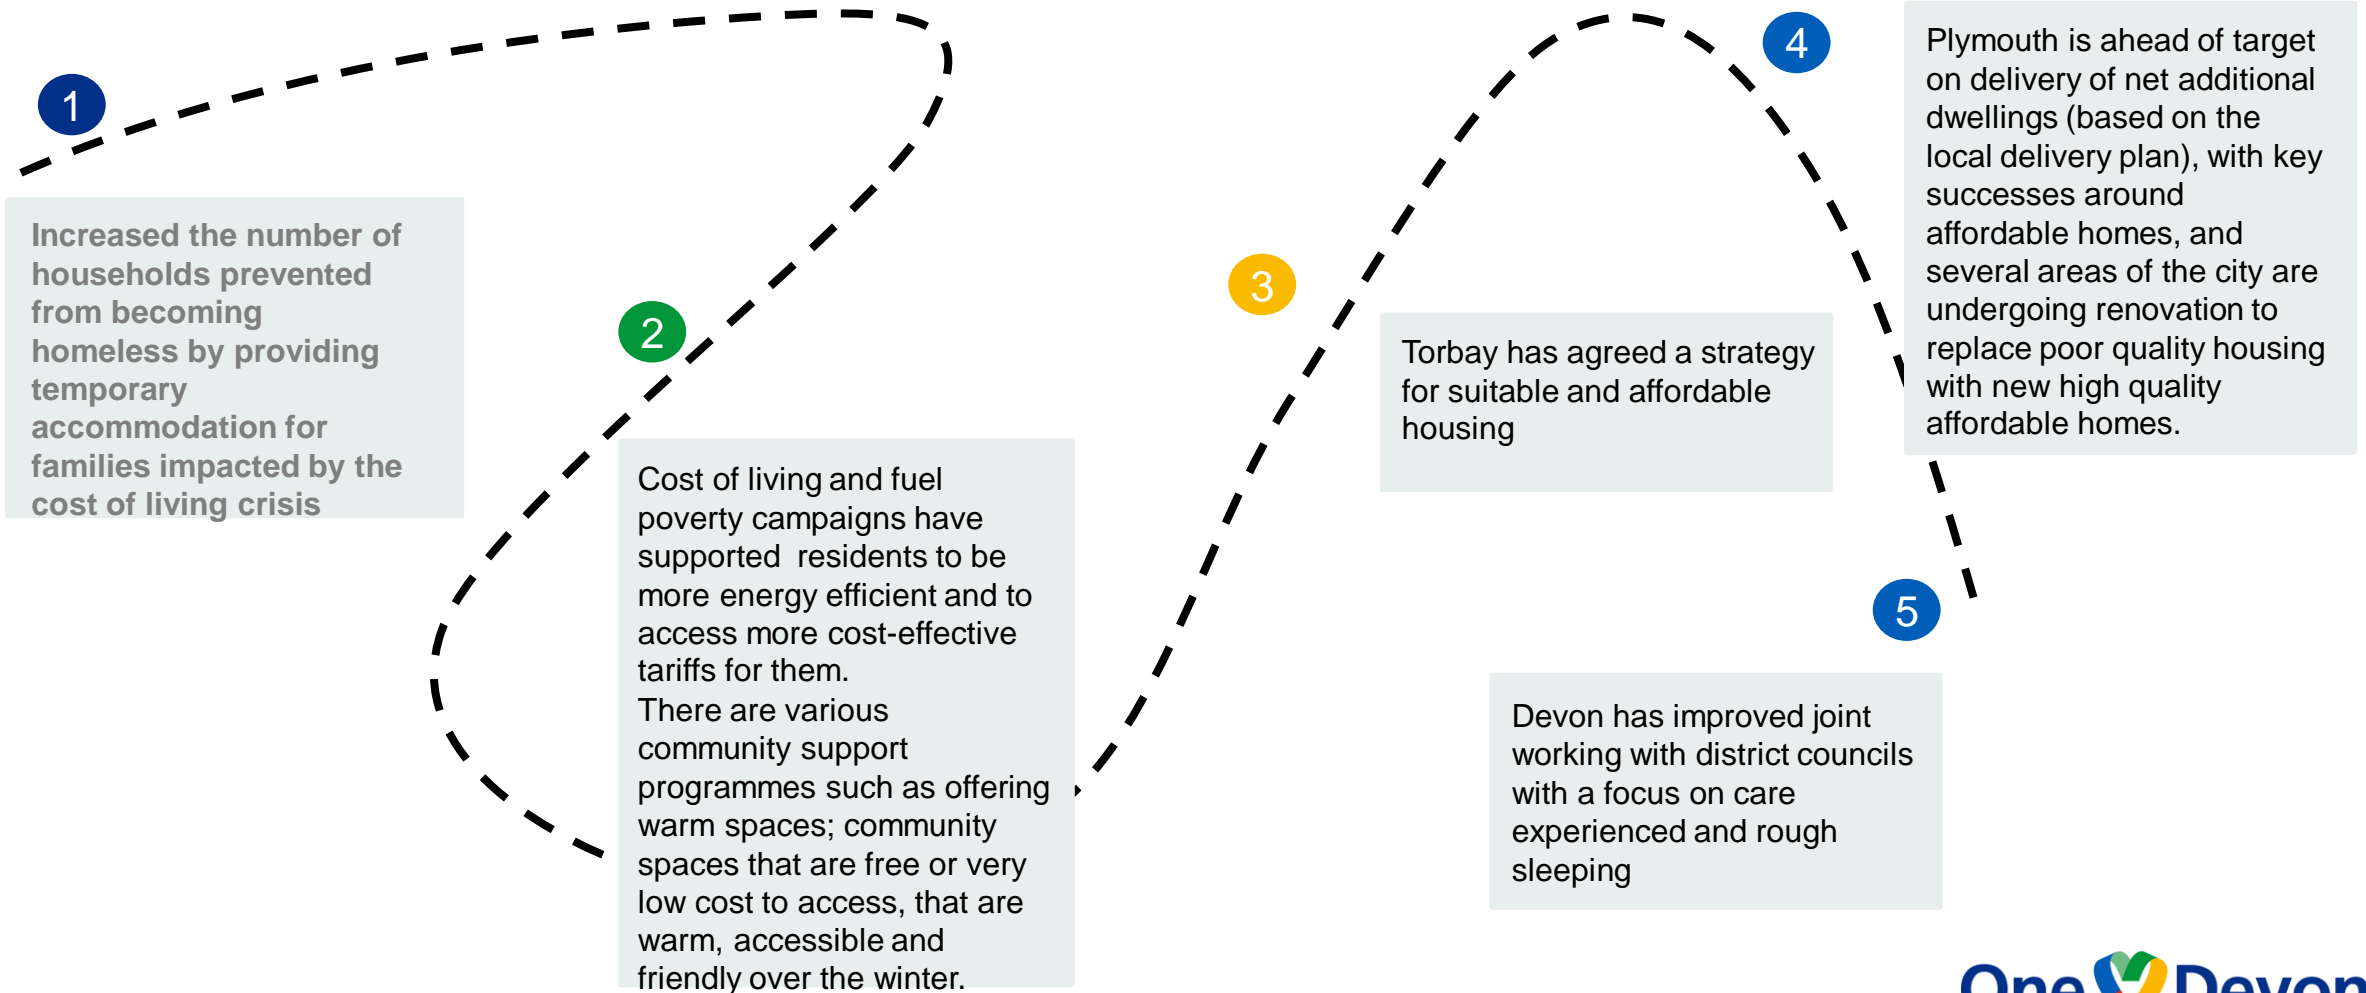 1
Increased the number of
households prevented
from becoming
homeless by providing
temporary
accommodation for
families impacted by the
cost of living crisis
2
Cost of living and fuel
poverty campaigns have
supported  residents to be
more energy efficient and to
access more cost-effective
tariffs for them.
There are various
community support
programmes such as offering
warm spaces; community
spaces that are free or very
low cost to access, that are
warm, accessible and
friendly over the winter.
3
Torbay has agreed a strategy
for suitable and affordable
housing
4
Plymouth is ahead of target
on delivery of net additional
dwellings (based on the
local delivery plan), with key
successes around
affordable homes, and
several areas of the city are
undergoing renovation to
replace poor quality housing
with new high quality
affordable homes.
5
Devon has improved joint
working with district councils
with a focus on care
experienced and rough
sleeping
One Devon